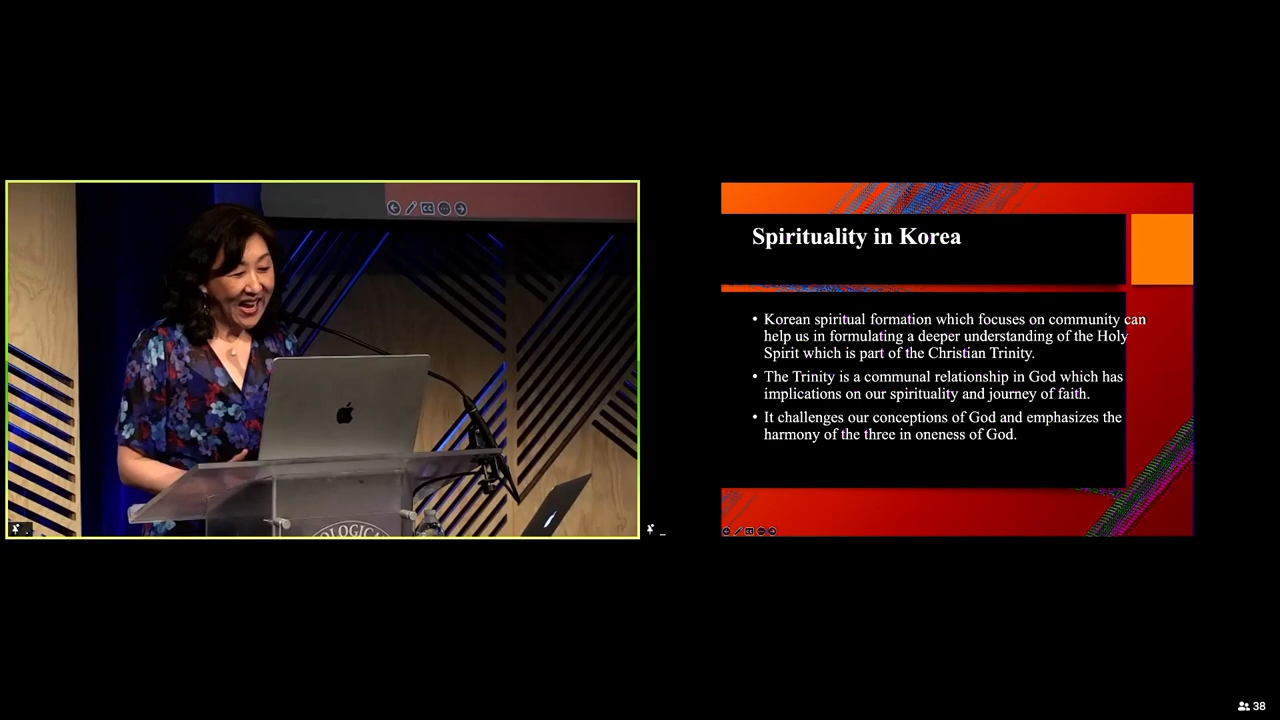 Spirituality in Korea
• Korean spiritual formation which focuses on community can
help us in formulating a deeper understanding of the Holy
Spirit which is part of the Christian Trinity.
• The Trinity is a communal relationship in God which has
implications on our spirituality and journey of faith.
• It challenges our conceptions of God and emphasizes the
harmony of the three in oneness of God.
CC
OLOGICA
38